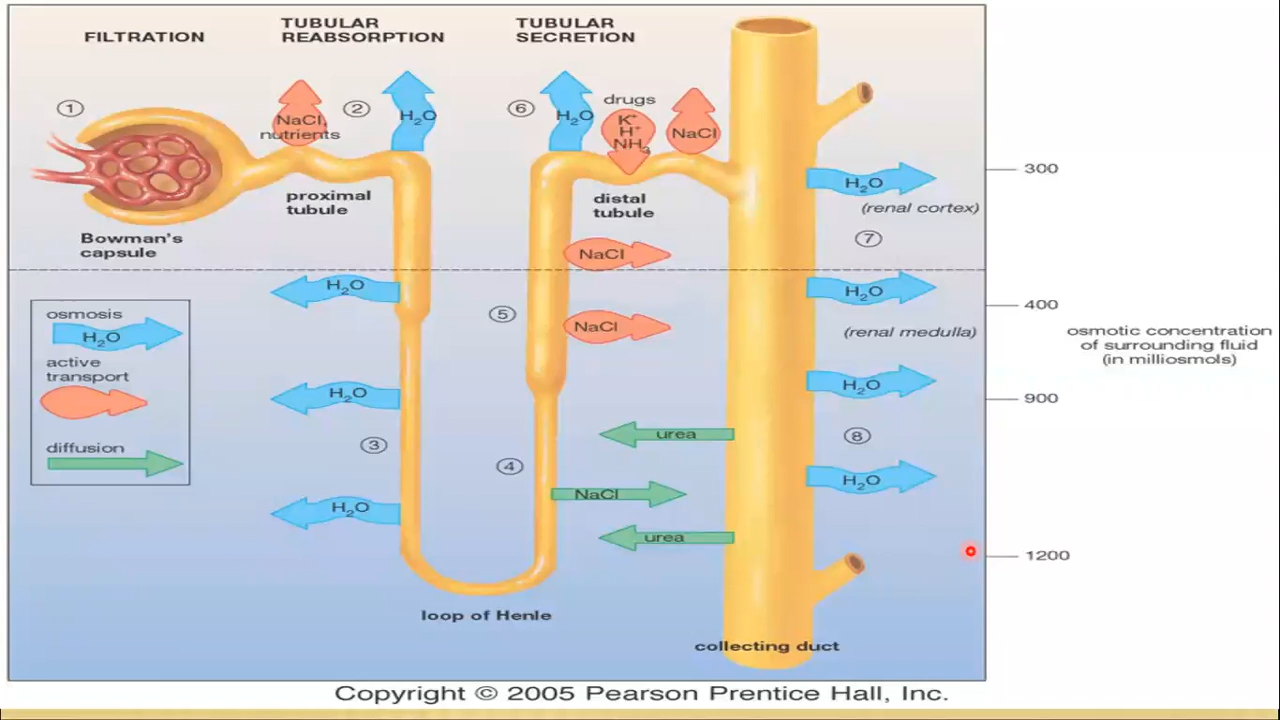 FILTRATION
TUBULAR
REABSORPTION
TUBULAR
SECRETION
1
NaCl,
nutrients
2
H₂O
6
H₂O
drugs
K⁺
H⁺
NH₃
NaCl
300
H₂O
(renal cortex)
proximal
tubule
distal
tubule
Bowman's
capsule
7
NaCl
H₂O
H₂O
400
osmosis
H₂O
5
NaCl
(renal medulla)
osmotic concentration
of surrounding fluid
(in milliosmols)
active
transport
H₂O
H₂O
900
diffusion
3
4
urea
8
NaCl
H₂O
H₂O
urea
1200
loop of Henle
collecting duct
Copyright © 2005 Pearson Prentice Hall, Inc.